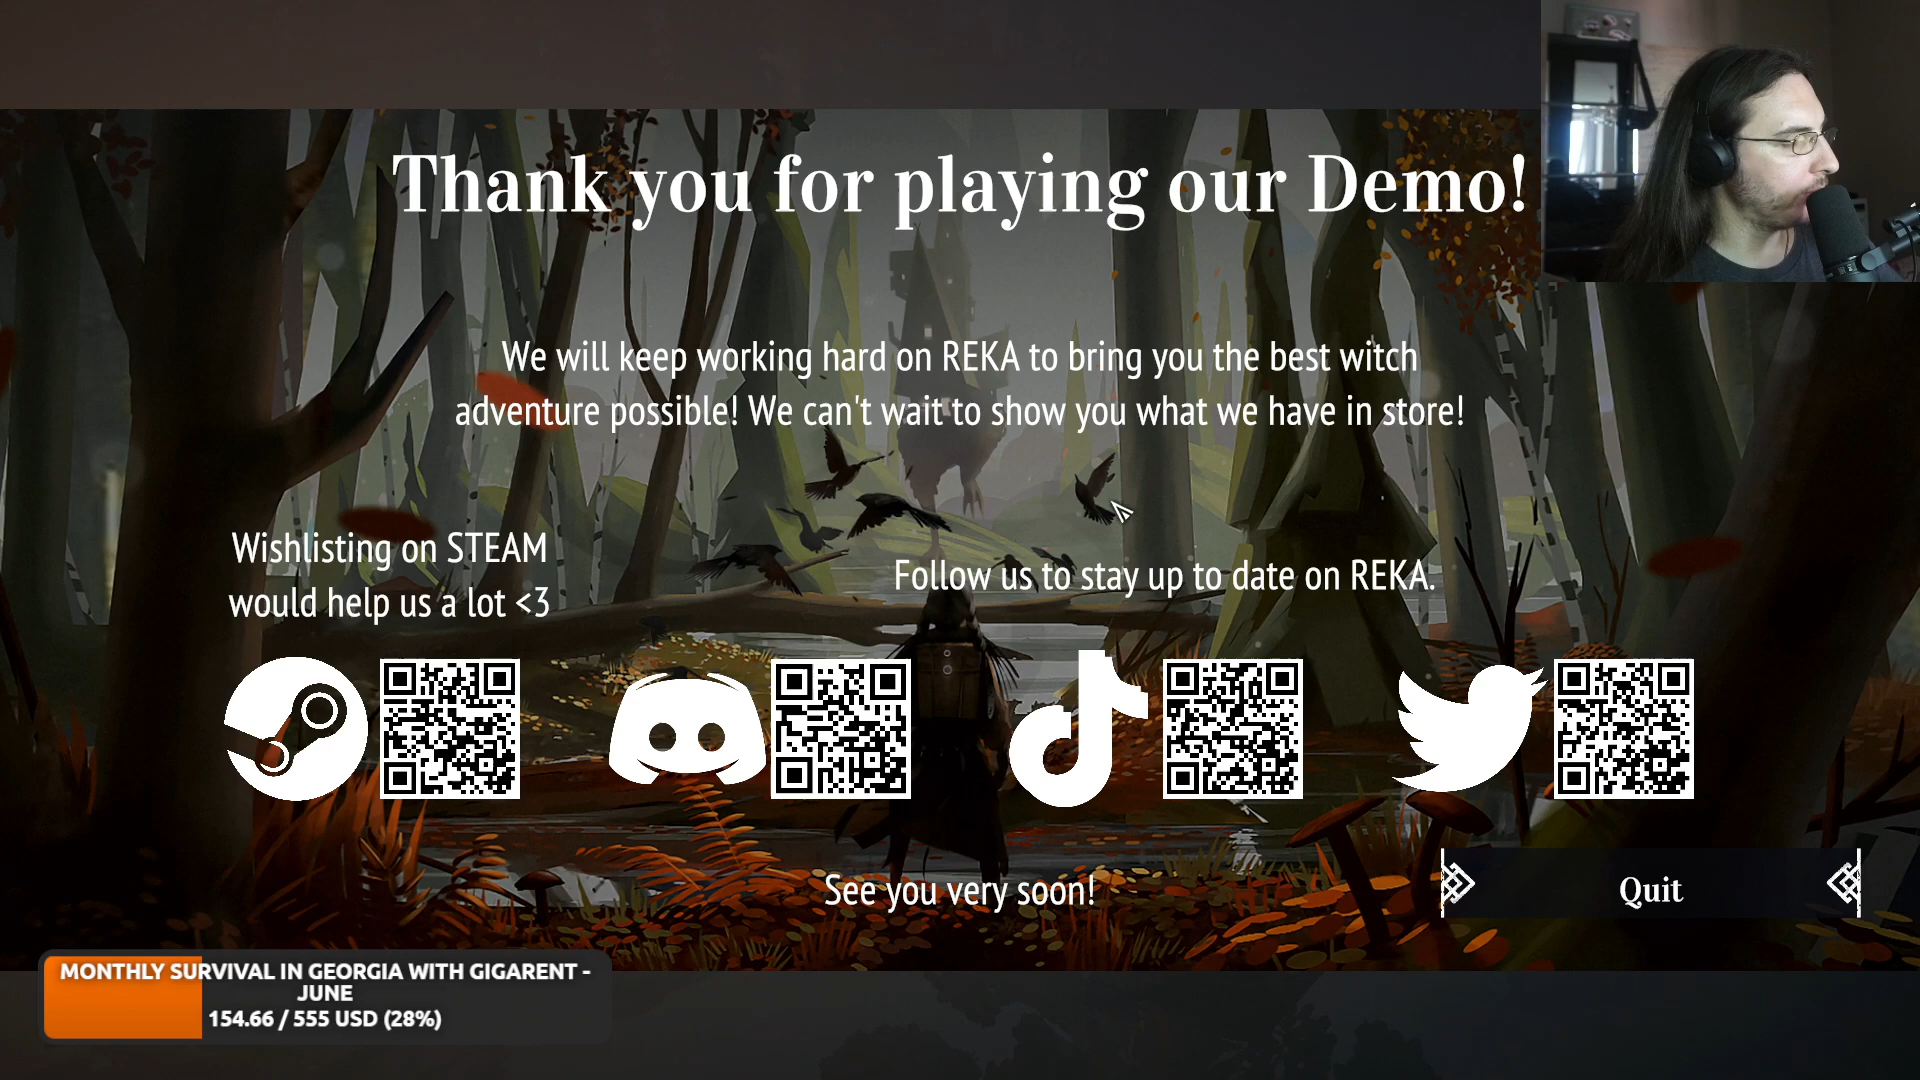 Thank you for playing our Demo!
We will keep working hard on REKA to bring you the best witch
adventure possible! We can't wait to show you what we have in store!
Wishlisting on STEAM
would help us a lot <3
Follow us to stay up to date on REKA.
See you very soon!
Quit
MONTHLY SURVIVAL IN GEORGIA WITH GIGARENT -
JUNE
154.66 / 555 USD (28%)